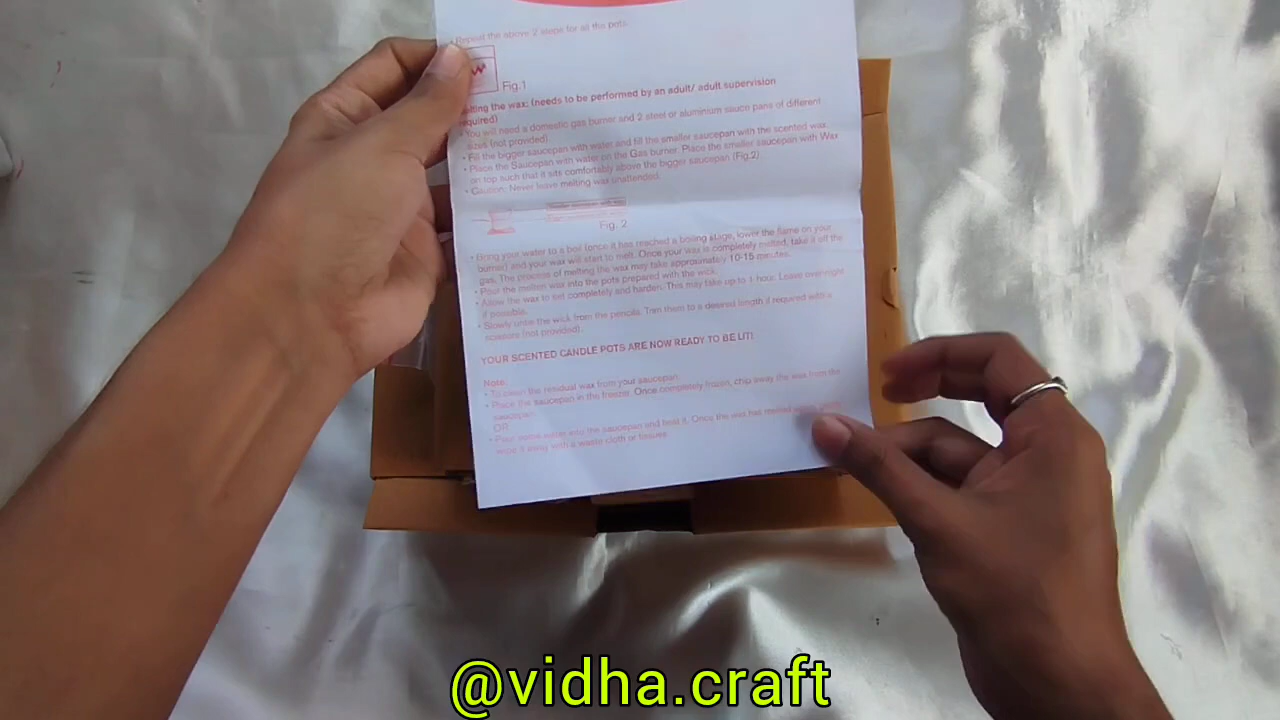 • Repeat the above 2 steps for all the pots.
Fig.1
elting the wax: (needs to be performed by an adult/ adult supervision
equired)
• You will need a domestic gas burner and 2 steel or aluminium sauce pans of different
sizes (not provided)
• Fill the bigger saucepan with water and fill the smaller saucepan with the scented wax.
• Place the Saucepan with water on the Gas burner. Place the smaller saucepan with Wax
on top such that it sits comfortably above the bigger saucepan (Fig.2)
• Caution: Never leave melting wax unattended.
Fig. 2
• Bring your water to a boil (once it has reached a boiling stage, lower the flame on your
burner) and your wax will start to melt. Once your wax is completely melted, take it off the
gas. The process of melting the wax may take approximately 10-15 minutes.
• Pour the molten wax into the pots prepared with the wick.
• Allow the wax to set completely and harden. This may take up to 1 hour. Leave overnight
if possible.
• Slowly untie the wick from the pencils. Trim them to a desired length if required with a
scissors (not provided).
YOUR SCENTED CANDLE POTS ARE NOW READY TO BE LIT!
Note:
• To clean the residual wax from your saucepan.
• Place the saucepan in the freezer. Once completely frozen, chip away the wax from the
saucepan.
OR
• Pour some water into the saucepan and heat it. Once the wax has melted
wipe it away with a waste cloth or tissues.
@vidha.craft